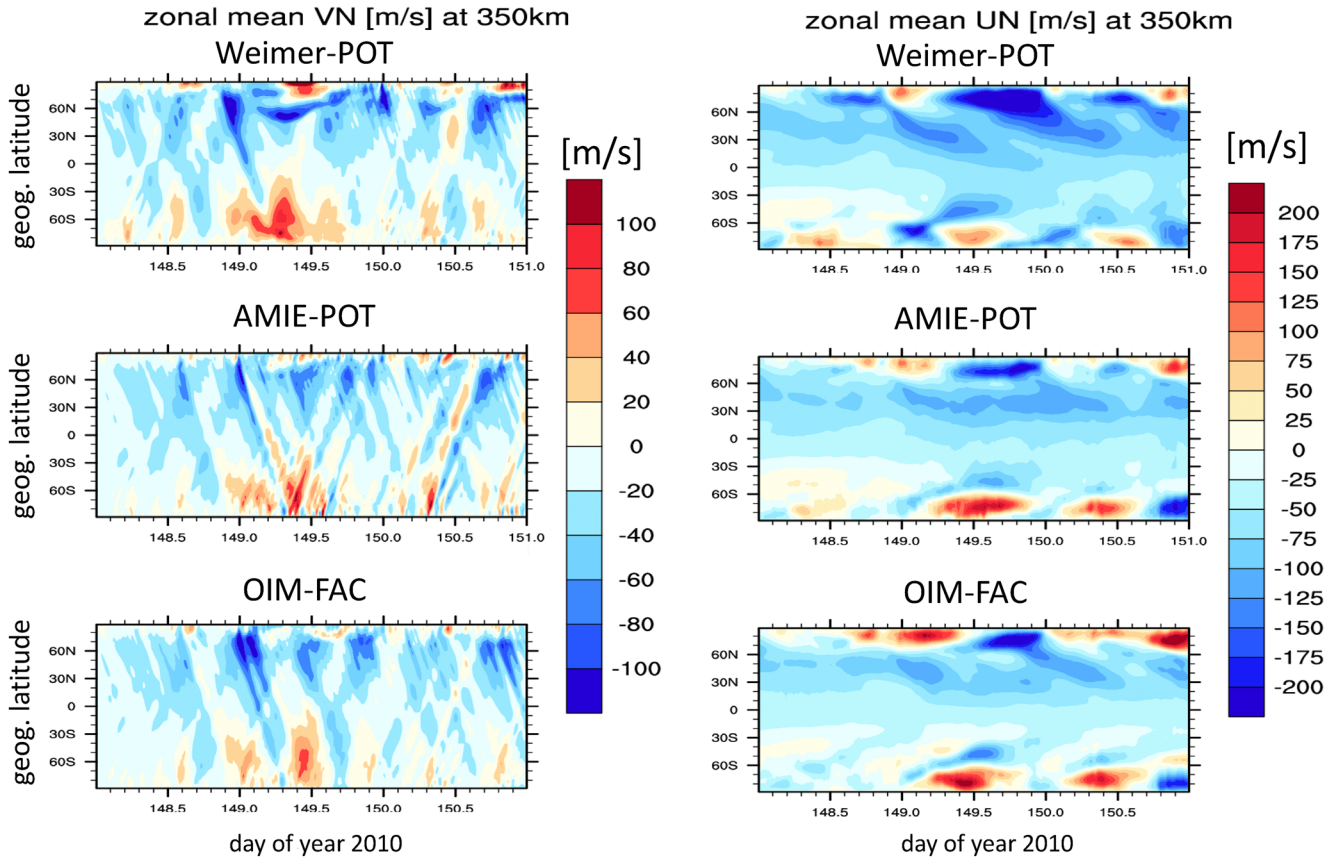 zonal mean VN [m/s] at 350km
Weimer-POT
geog. latitude
60N
30N
0
30S
60S
148.5 149.0 149.5 150.0 150.5 151.0
AMIE-POT
geog. latitude
60N
30N
0
30S
60S
148.5 149.0 149.5 150.0 150.5 151.0
OIM-FAC
geog. latitude
60N
30N
0
30S
60S
148.5 149.0 149.5 150.0 150.5 151.0
day of year 2010
[m/s]
100
80
60
40
20
0
-20
-40
-60
-80
-100
zonal mean UN [m/s] at 350km
Weimer-POT
60N
30N
0
30S
60S
148.5 149.0 149.5 150.0 150.5 151.0
AMIE-POT
60N
30N
0
30S
60S
148.5 149.0 149.5 150.0 150.5 151.0
OIM-FAC
60N
30N
0
30S
60S
148.5 149.0 149.5 150.0 150.5 151.0
day of year 2010
[m/s]
200
175
150
125
100
75
50
25
0
-25
-50
-75
-100
-125
-150
-175
-200